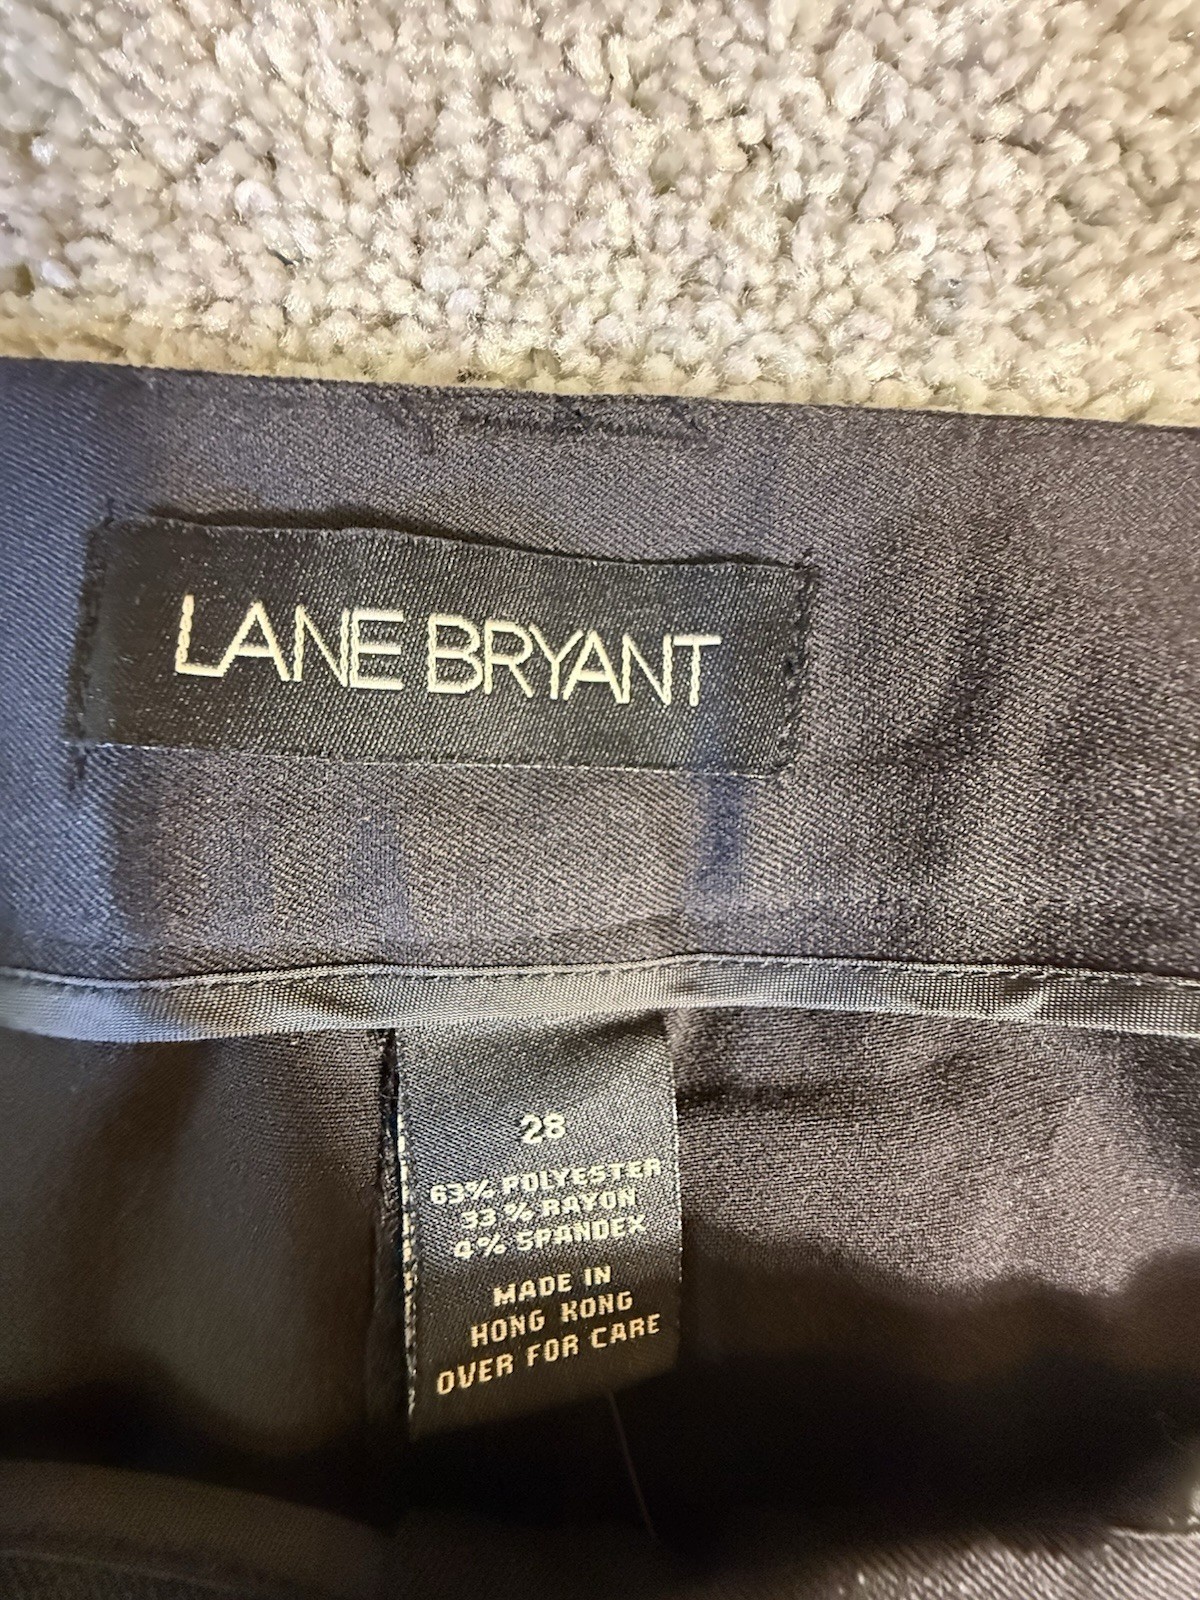 LANE BRYANT
28
63% POLYESTER
33% RAYON
4% SPANDEX
MADE IN
HONG KONG
OVER FOR CARE